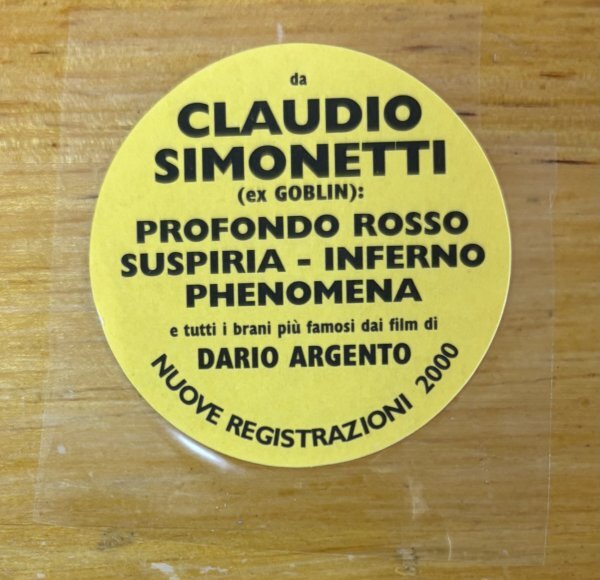 da
CLAUDIO
SIMONETTI
(ex GOBLIN):
PROFONDO ROSSO
SUSPIRIA - INFERNO
PHENOMENA
e tutti i brani più famosi dai film di
DARIO ARGENTO
NUOVE REGISTRAZIONI 2000